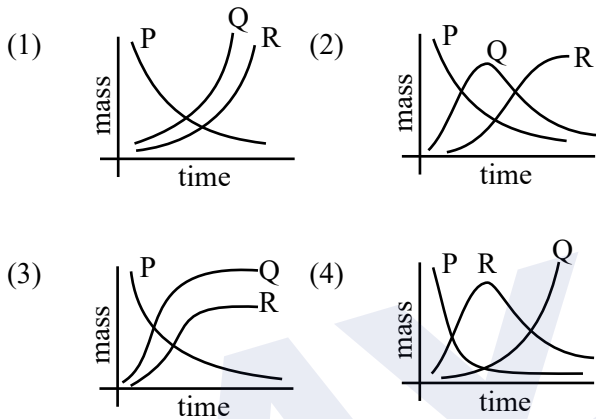 (1) mass P Q R time
(2) mass P Q R time
(3) mass P Q R time
(4) mass P R Q time